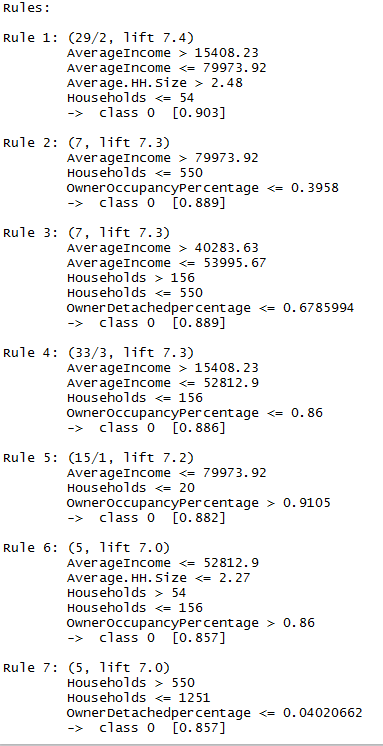 Rules:
Rule 1: (29/2, lift 7.4)
AverageIncome > 15408.23
AverageIncome <= 79973.92
Average.HH.Size > 2.48
Households <= 54
-> class 0 [0.903]
Rule 2: (7, lift 7.3)
AverageIncome > 79973.92
Households <= 550
OwnerOccupancyPercentage <= 0.3958
-> class 0 [0.889]
Rule 3: (7, lift 7.3)
AverageIncome > 40283.63
AverageIncome <= 53995.67
Households > 156
Households <= 550
OwnerDetachedpercentage <= 0.6785994
-> class 0 [0.889]
Rule 4: (33/3, lift 7.3)
AverageIncome > 15408.23
AverageIncome <= 52812.9
Households <= 156
OwnerOccupancyPercentage <= 0.86
-> class 0 [0.886]
Rule 5: (15/1, lift 7.2)
AverageIncome <= 79973.92
Households <= 20
OwnerOccupancyPercentage > 0.9105
-> class 0 [0.882]
Rule 6: (5, lift 7.0)
AverageIncome <= 52812.9
Average.HH.Size <= 2.27
Households > 54
Households <= 156
OwnerOccupancyPercentage > 0.86
-> class 0 [0.857]
Rule 7: (5, lift 7.0)
Households > 550
Households <= 1251
OwnerDetachedpercentage <= 0.04020662
-> class 0 [0.857]